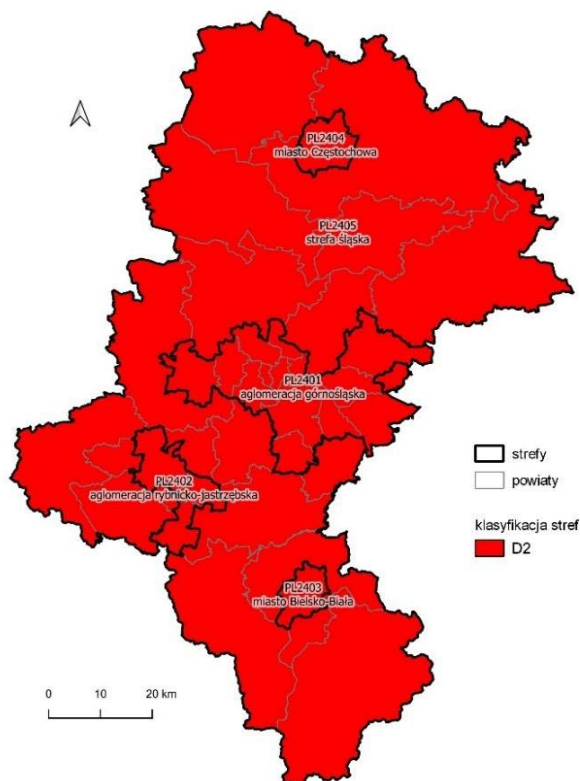 PL2404
miasto Częstochowa
PL2405
strefa śląska
PL2401
aglomeracja górnośląska
PL2402
aglomeracja rybnicko-jastrzębska
PL2403
miasto Bielsko-Biała
strefy
powiaty
klasyfikacja stref
D2
0 10 20 km